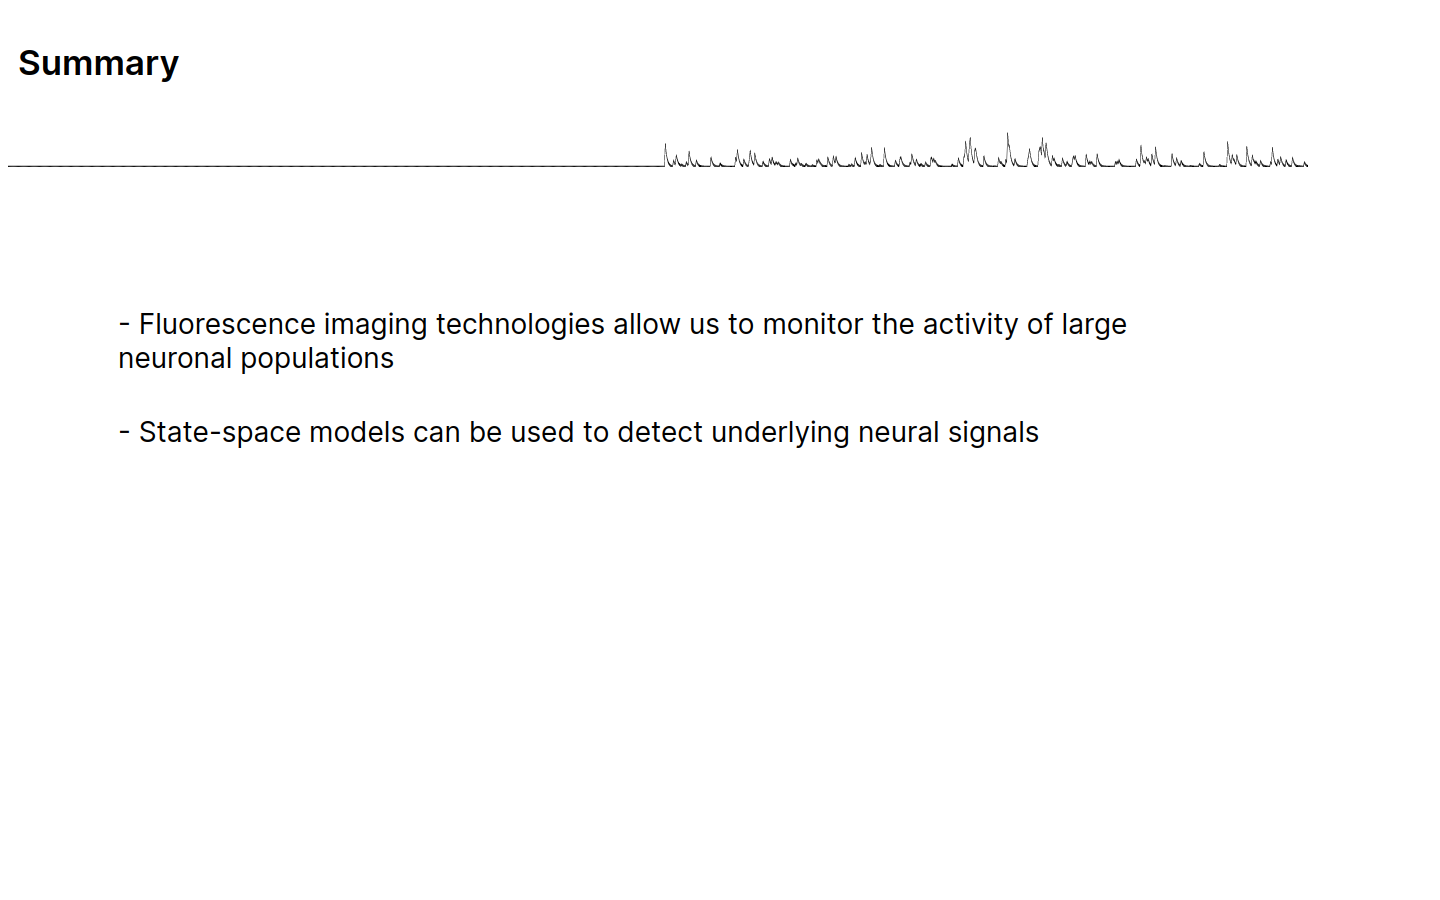 Summary
- Fluorescence imaging technologies allow us to monitor the activity of large
neuronal populations
- State-space models can be used to detect underlying neural signals